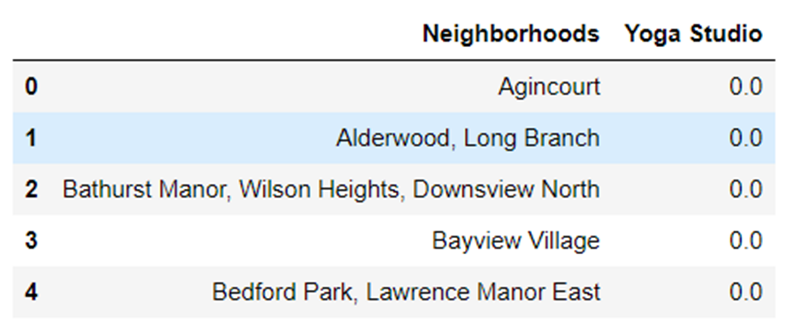 Neighborhoods Yoga Studio
0 Agincourt 0.0
1 Alderwood, Long Branch 0.0
2 Bathurst Manor, Wilson Heights, Downsview North 0.0
3 Bayview Village 0.0
4 Bedford Park, Lawrence Manor East 0.0